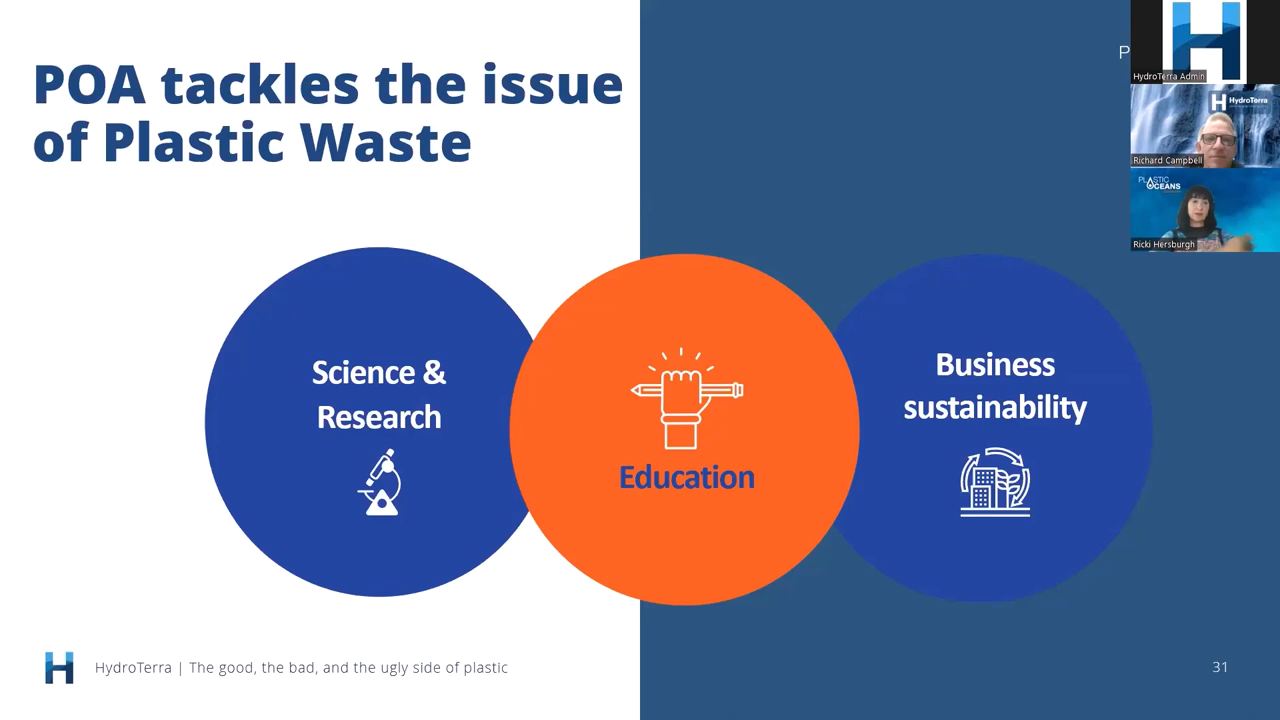 POA tackles the issue
of Plastic Waste
P
HydroTerra Admin
HydroTerra
Richard Campbell
PLASTIC
OCEANS
Ricki Hersburgh
Science &
Research
Education
Business
sustainability
HydroTerra | The good, the bad, and the ugly side of plastic
31